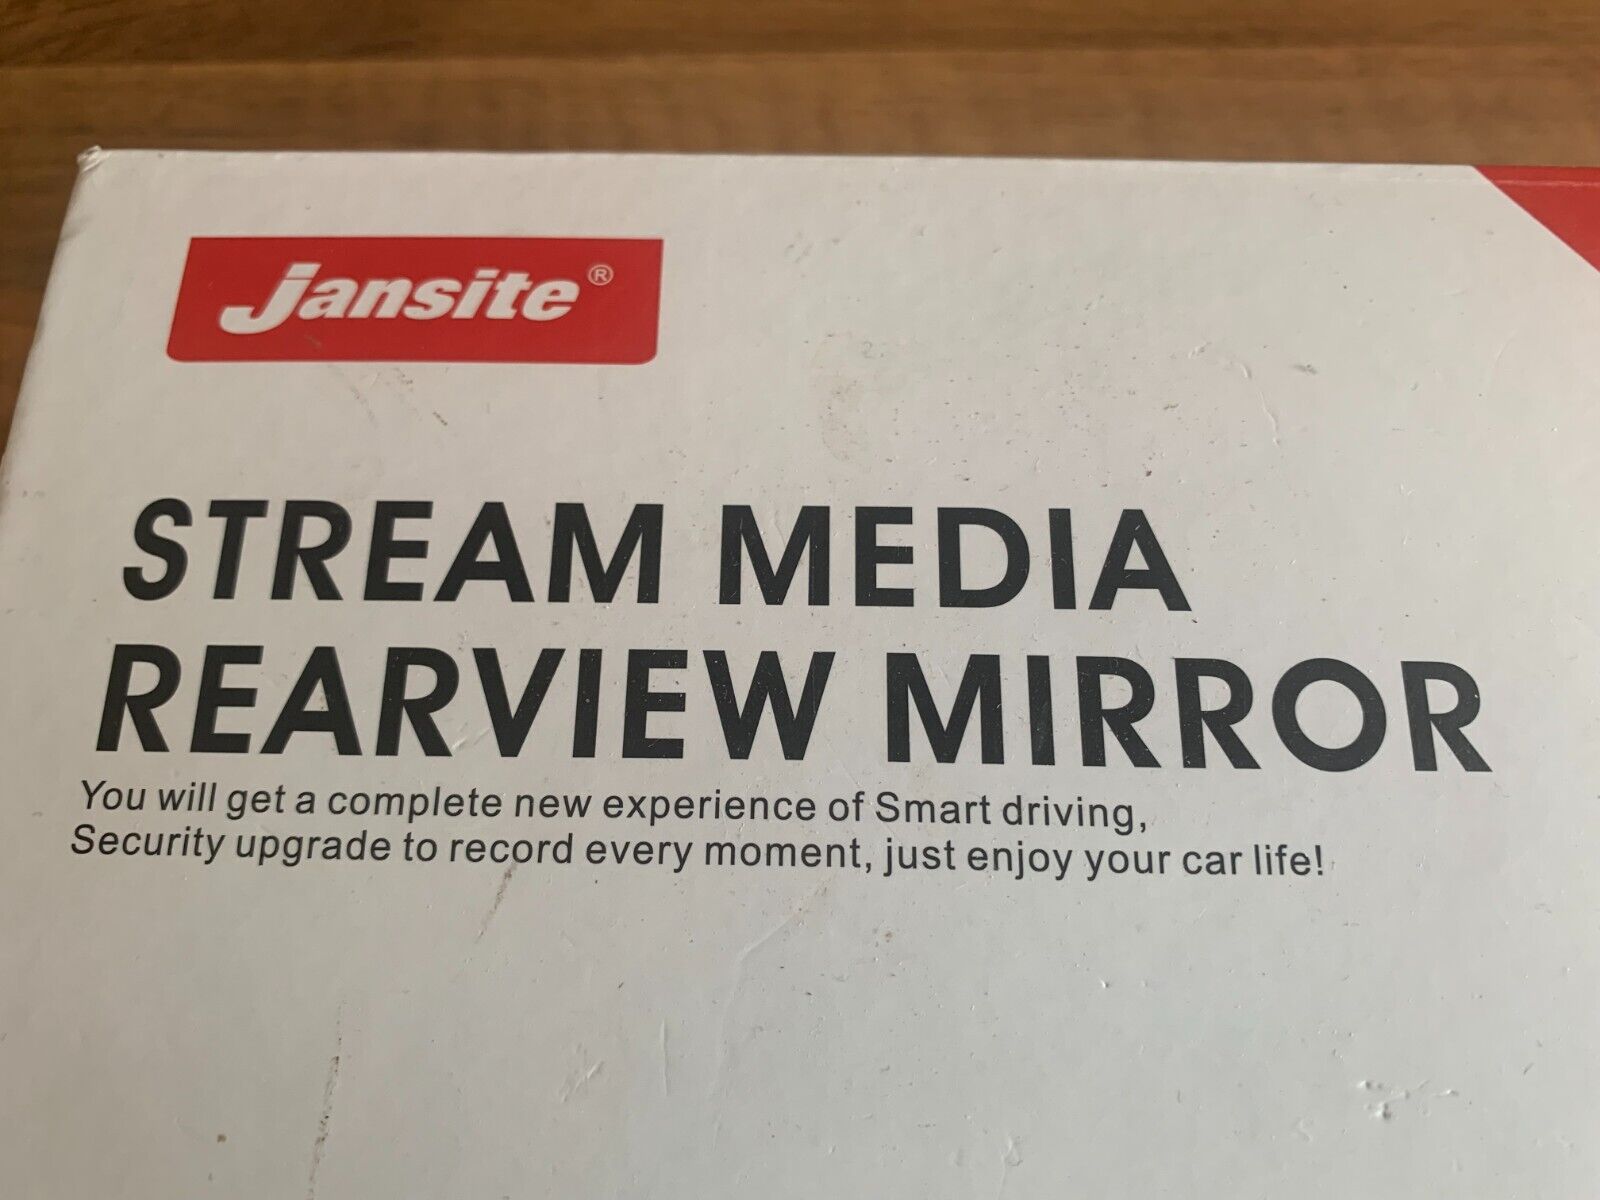 Jansite®
STREAM MEDIA
REARVIEW MIRROR
You will get a complete new experience of Smart driving,
Security upgrade to record every moment, just enjoy your car life!